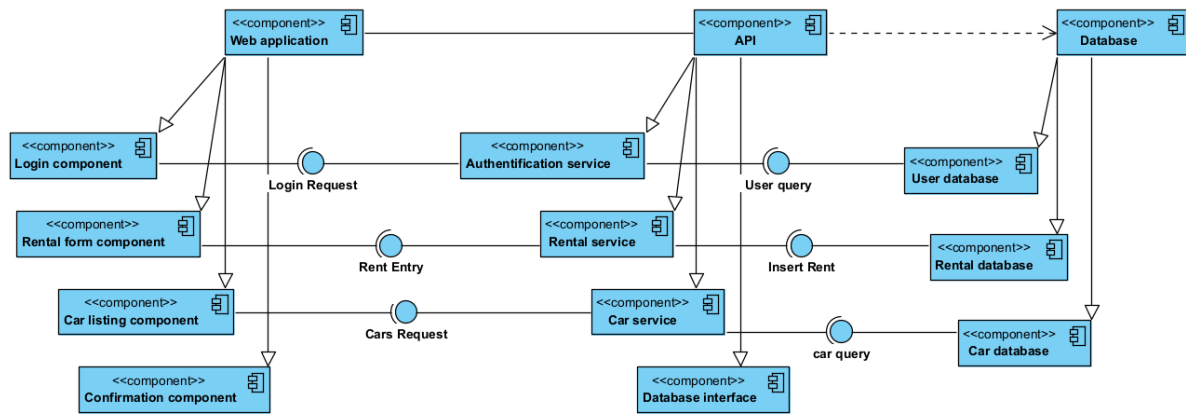 <<component>>
Web application
<<component>>
API
<<component>>
Database
<<component>>
Login component
Login Request
<<component>>
Authentification service
User query
<<component>>
User database
<<component>>
Rental form component
Rent Entry
<<component>>
Rental service
Insert Rent
<<component>>
Rental database
<<component>>
Car listing component
Cars Request
<<component>>
Car service
car query
<<component>>
Car database
<<component>>
Confirmation component
<<component>>
Database interface